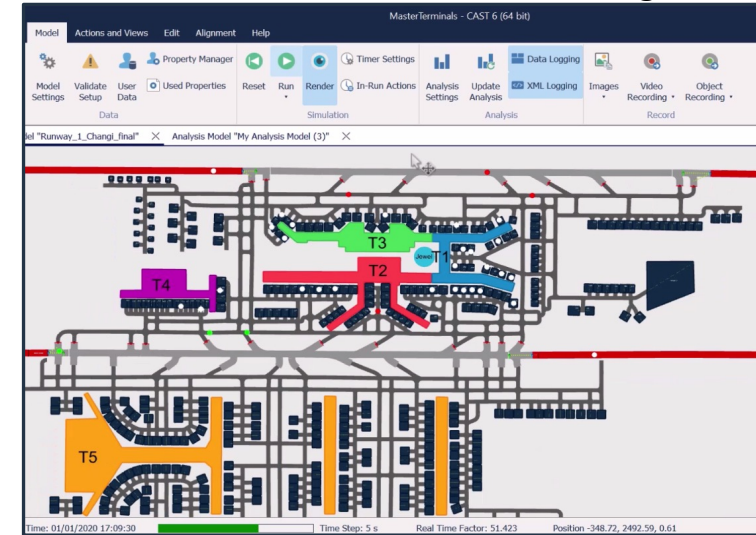 MasterTerminals - CAST 6 (64 bit)
Model Actions and Views Edit Alignment Help
Model Settings
Validate Setup
User Data
Property Manager
Used Properties
Reset
Run
Render
Timer Settings
In-Run Actions
Analysis Settings
Update Analysis
Data Logging
XML Logging
Images
Video Recording
Object Recording
Data Simulation Analysis Record
el "Runway_1_Changi_final" Analysis Model "My Analysis Model (3)"
T3
Jewel T1
T2
T4
T5
Time: 01/01/2020 17:09:30 Time Step: 5 s Real Time Factor: 51.423 Position -348.72, 2492.59, 0.61